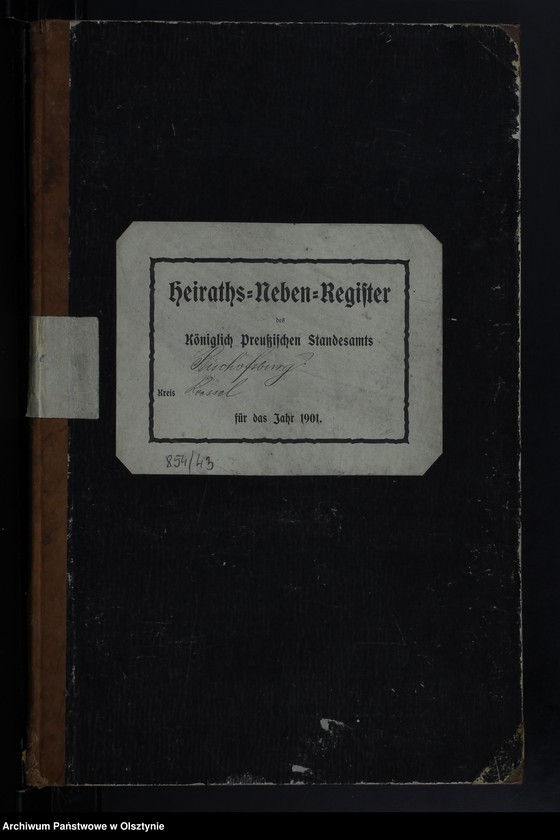 Heiraths=Neben=Register
des
Königlich Preußischen Standesamts
Bischofsburg
Kreis Rössel
für das Jahr 1901.
854/43
Archiwum Państwowe w Olsztynie